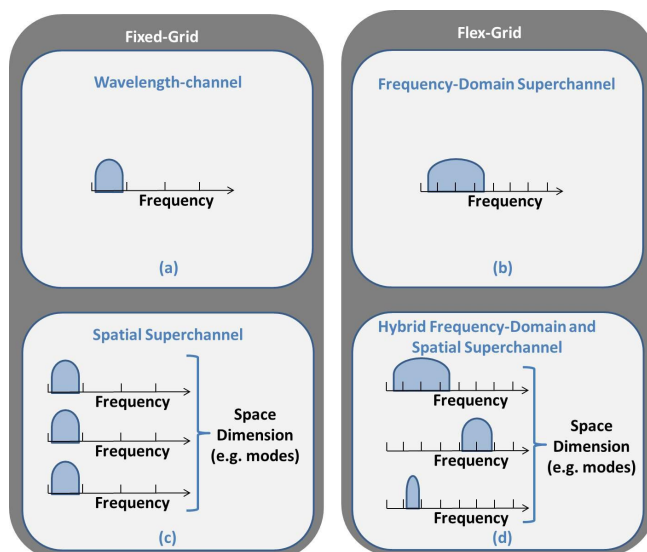 Fixed-Grid
Wavelength-channel
Frequency
(a)
Flex-Grid
Frequency-Domain Superchannel
Frequency
(b)
Spatial Superchannel
Frequency
Frequency
Frequency
Space
Dimension
(e.g. modes)
(c)
Hybrid Frequency-Domain and
Spatial Superchannel
Frequency
Frequency
Frequency
Space
Dimension
(e.g. modes)
(d)